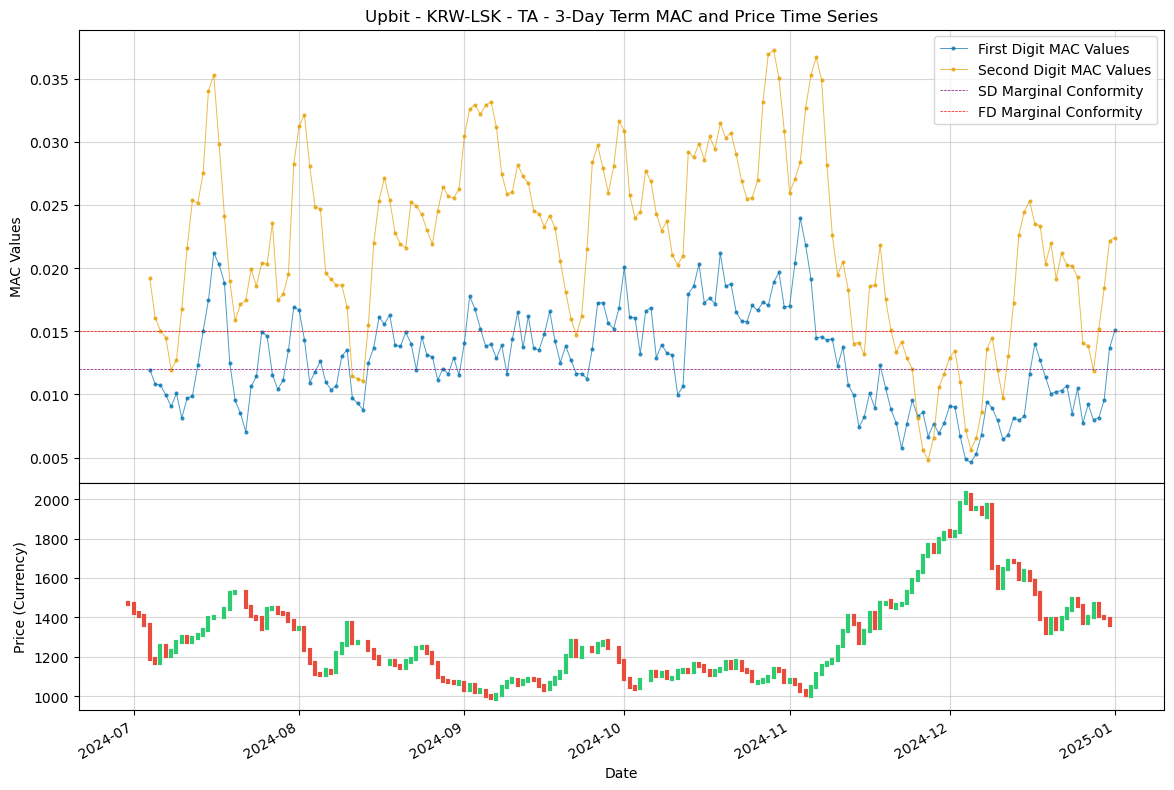 Upbit - KRW-LSK - TA - 3-Day Term MAC and Price Time Series
First Digit MAC Values
Second Digit MAC Values
SD Marginal Conformity
FD Marginal Conformity
MAC Values
0.035
0.030
0.025
0.020
0.015
0.010
0.005
Price (Currency)
2000
1800
1600
1400
1200
1000
2024-07
2024-08
2024-09
2024-10
2024-11
2024-12
2025-01
Date